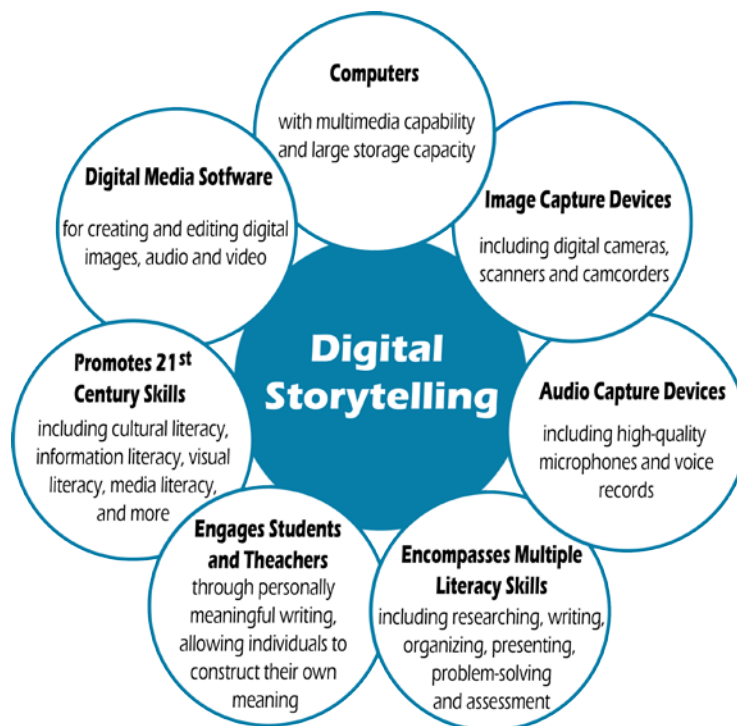 Computers
with multimedia capability
and large storage capacity
Image Capture Devices
including digital cameras,
scanners and camcorders
Audio Capture Devices
including high-quality
microphones and voice
records
Encompasses Multiple
Literacy Skills
including researching, writing,
organizing, presenting,
problem-solving
and assessment
Engages Students
and Theachers
through personally
meaningful writing,
allowing individuals to
construct their own
meaning
Promotes 21st
Century Skills
including cultural literacy,
information literacy, visual
literacy, media literacy,
and more
Digital Media Sotfware
for creating and editing digital
images, audio and video
Digital
Storytelling